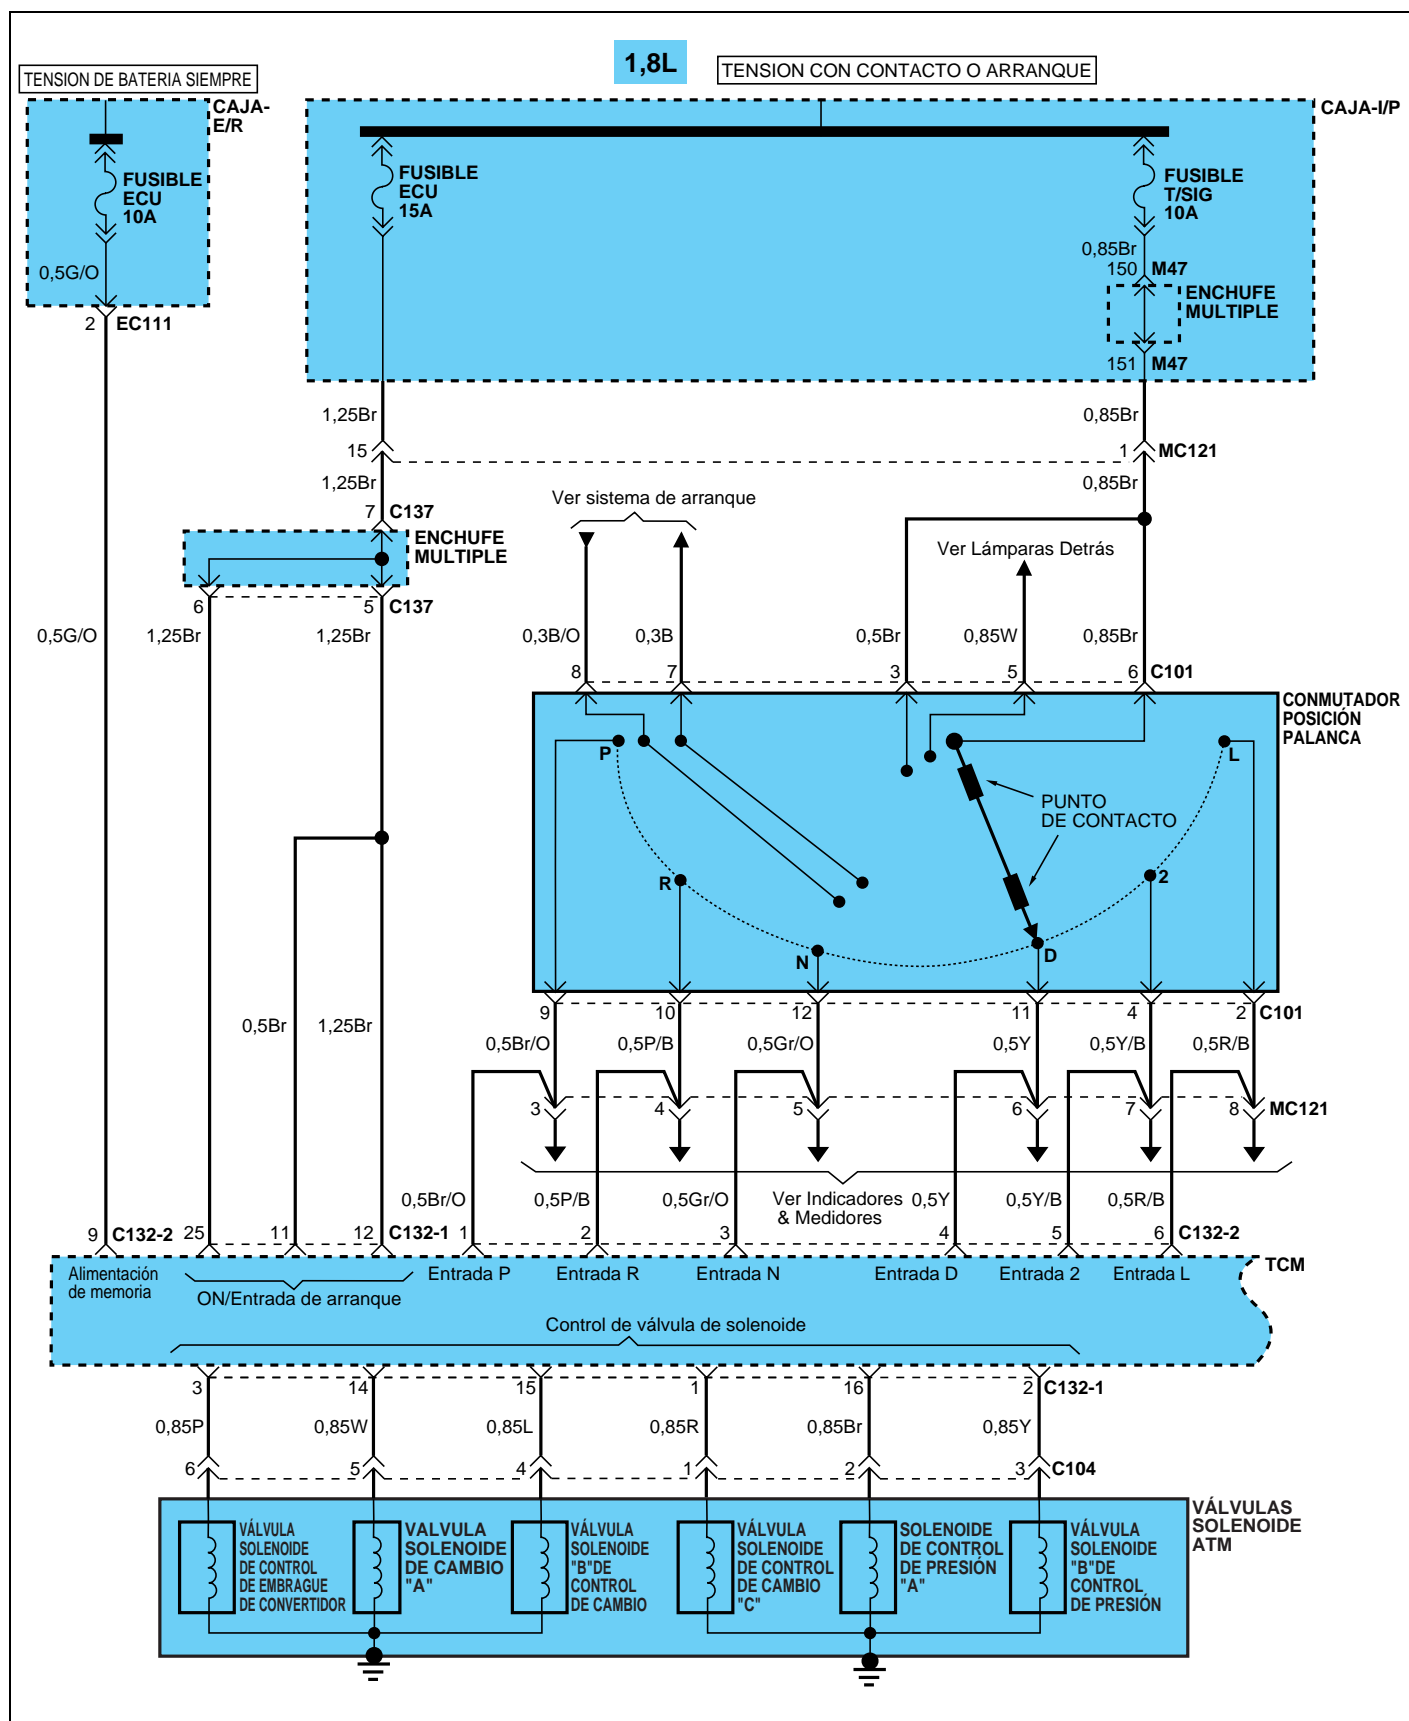 1,8L
TENSION DE BATERIA SIEMPRE
TENSION CON CONTACTO O ARRANQUE
CAJA-
E/R
CAJA-I/P
FUSIBLE
ECU
10A
FUSIBLE
ECU
15A
FUSIBLE
T/SIG
10A
0,5G/O
0,85Br
150 M47
ENCHUFE
MULTIPLE
2 EC111
151 M47
1,25Br
0,85Br
15
1 MC121
1,25Br
0,85Br
Ver sistema de arranque
7 C137
ENCHUFE
MULTIPLE
Ver Lámparas Detrás
6
5 C137
0,5G/O
1,25Br
1,25Br
0,3B/O
0,3B
0,5Br
0,85W
0,85Br
8
7
3
5
6 C101
CONMUTADOR
POSICIÓN
PALANCA
P
L
PUNTO
DE CONTACTO
R
2
N
D
9
10
12
11
4
2 C101
0,5Br
1,25Br
0,5Br/O
0,5P/B
0,5Gr/O
0,5Y
0,5Y/B
0,5R/B
3
4
5
6
7
8 MC121
0,5Br/O
0,5P/B
0,5Gr/O
Ver Indicadores
& Medidores
0,5Y
0,5Y/B
0,5R/B
9 C132-2
25
11
12 C132-1
1
2
3
4
5
6 C132-2
TCM
Alimentación
de memoria
ON/Entrada de arranque
Entrada P
Entrada R
Entrada N
Entrada D
Entrada 2
Entrada L
Control de válvula de solenoide
3
14
15
1
16
2 C132-1
0,85P
0,85W
0,85L
0,85R
0,85Br
0,85Y
6
5
4
1
2
3 C104
VÁLVULAS
SOLENOIDE
ATM
VÁLVULA
SOLENOIDE
DE CONTROL
DE EMBRAGUE
DE CONVERTIDOR
VALVULA
SOLENOIDE
DE CAMBIO
"A"
VÁLVULA
SOLENOIDE
"B"DE
CONTROL
DE CAMBIO
VÁLVULA
SOLENOIDE
DE CONTROL
DE CAMBIO
"C"
SOLENOIDE
DE CONTROL
DE PRESIÓN
"A"
VÁLVULA
SOLENOIDE
"B"DE
CONTROL
DE PRESIÓN